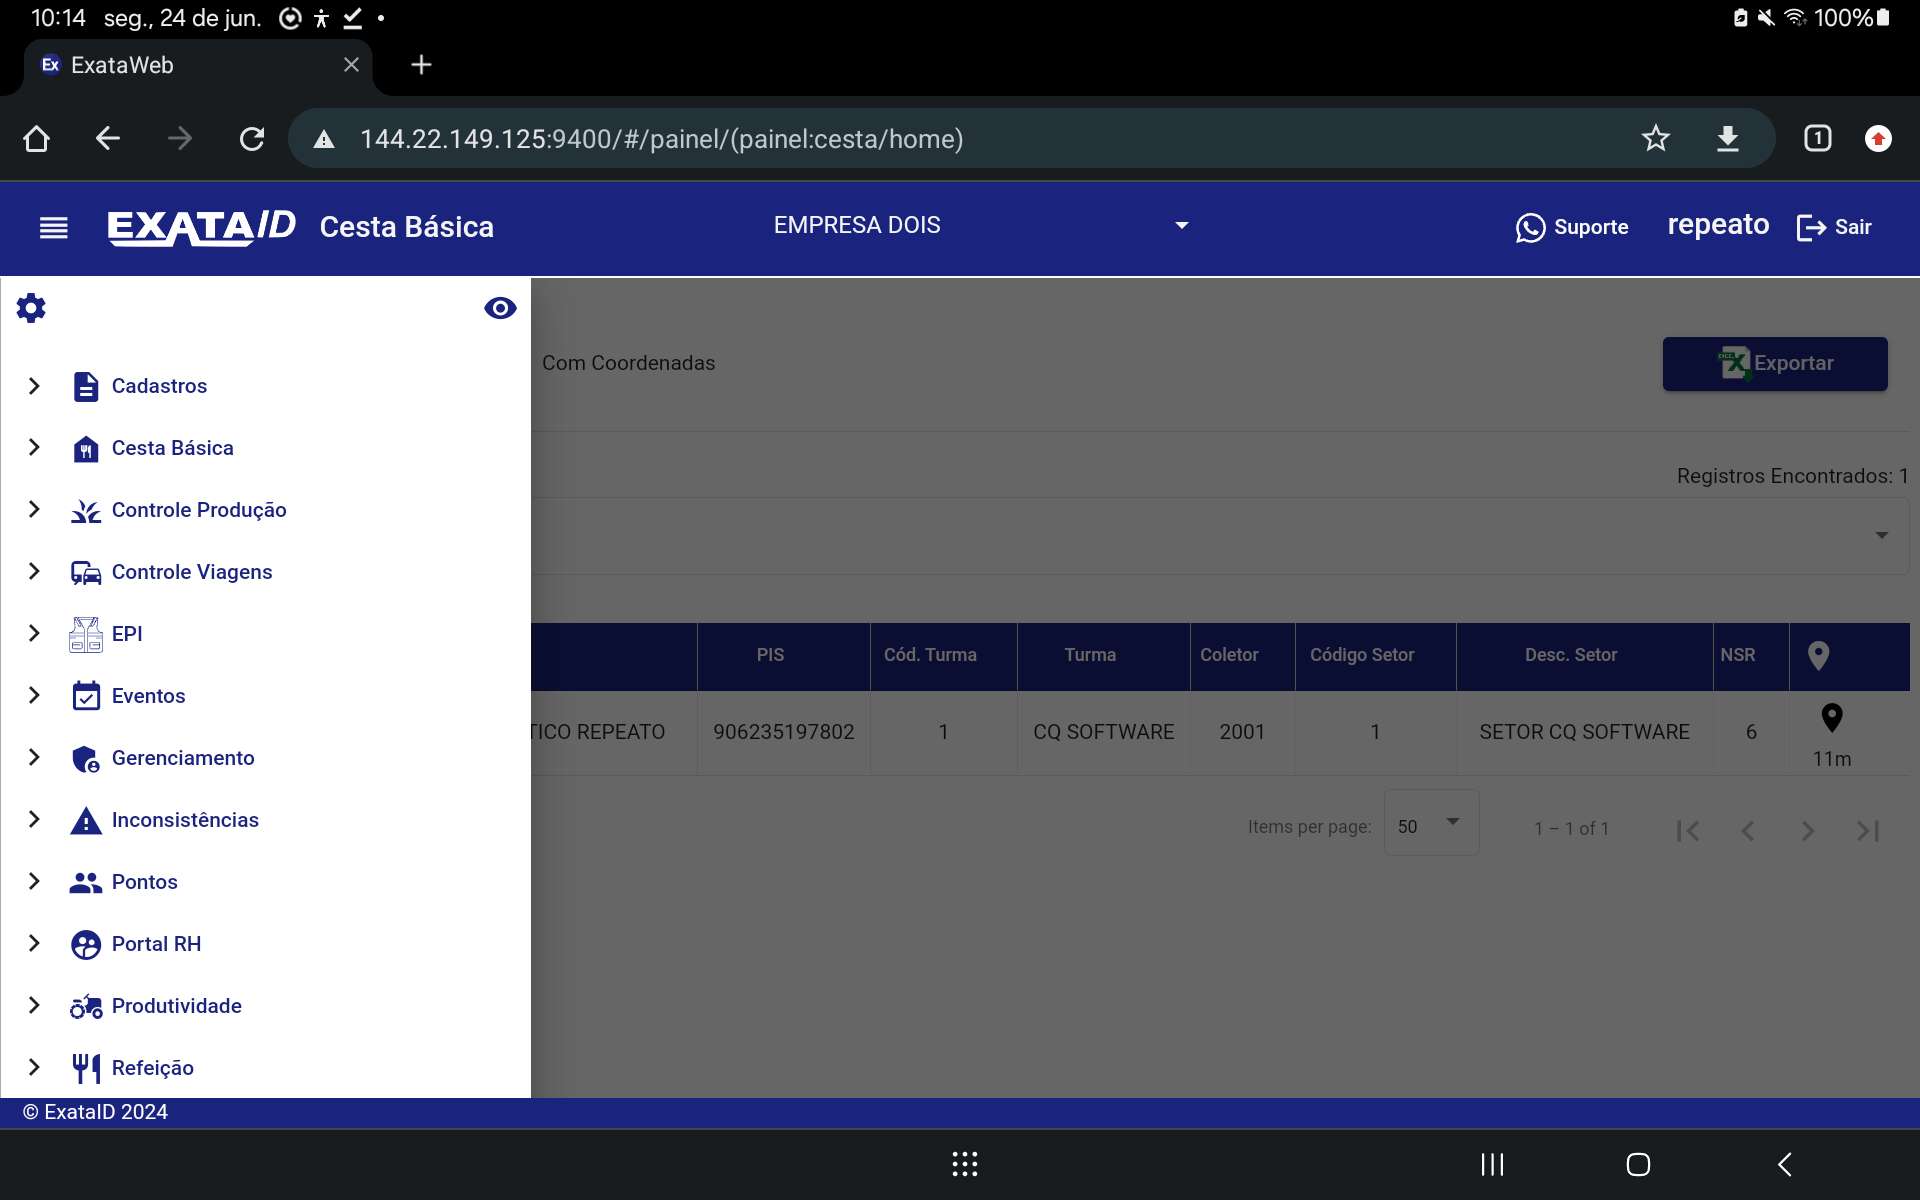 10:14 seg., 24 de jun. 100%
Ex ExataWeb
144.22.149.125:9400/#/painel/(painel:cesta/home)
1
EXATAID Cesta Básica EMPRESA DOIS Suporte repeato Sair
Com Coordenadas Exportar
Cadastros
Cesta Básica
Registros Encontrados: 1
Controle Produção
Controle Viagens
EPI
PIS Cód. Turma Turma Coletor Código Setor Desc. Setor NSR
Eventos
TICO REPEATO 906235197802 1 CQ SOFTWARE 2001 1 SETOR CQ SOFTWARE 6
11m
Gerenciamento
Inconsistências
Items per page: 50 1 – 1 of 1
Pontos
Portal RH
Produtividade
Refeição
© ExataID 2024